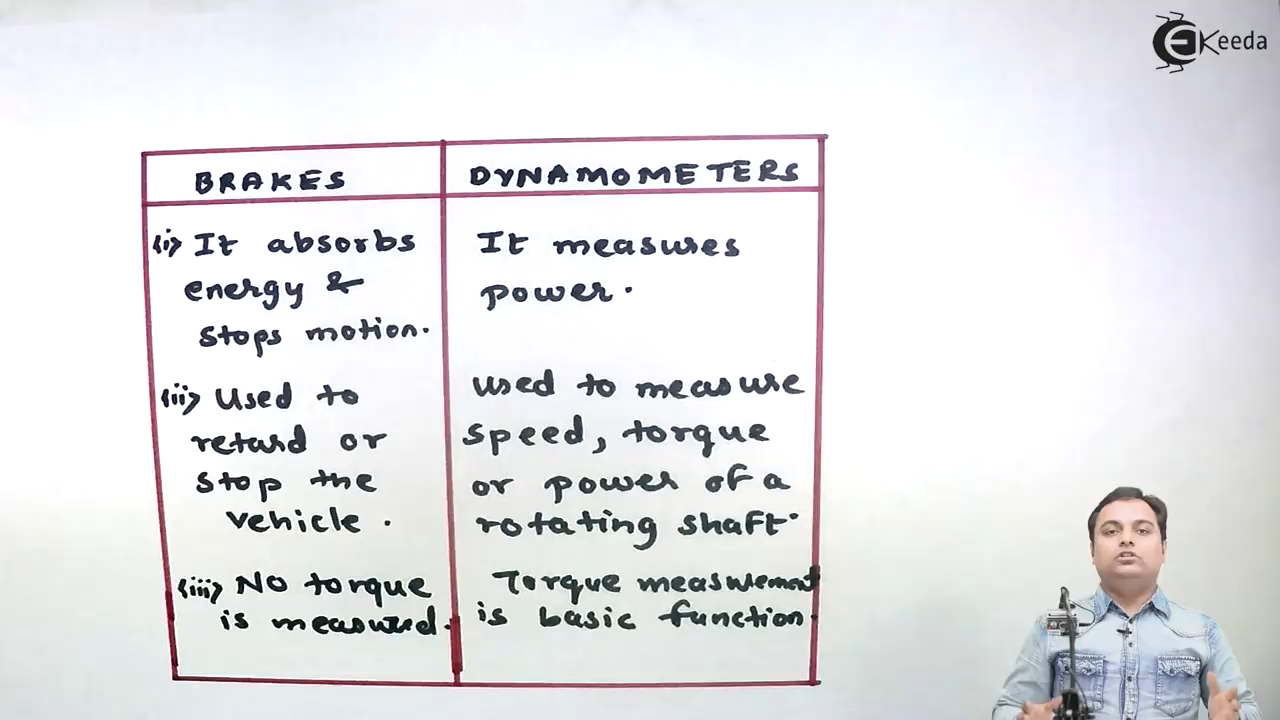 EKeeda
BRAKES
DYNAMOMETERS
(i) It absorbs
energy &
stops motion.
It measures
power.
(ii) Used to
retard or
stop the
vehicle.
used to measure
speed, torque
or power of a
rotating shaft.
(iii) No torque
is measured.
Torque measurement
is basic function.